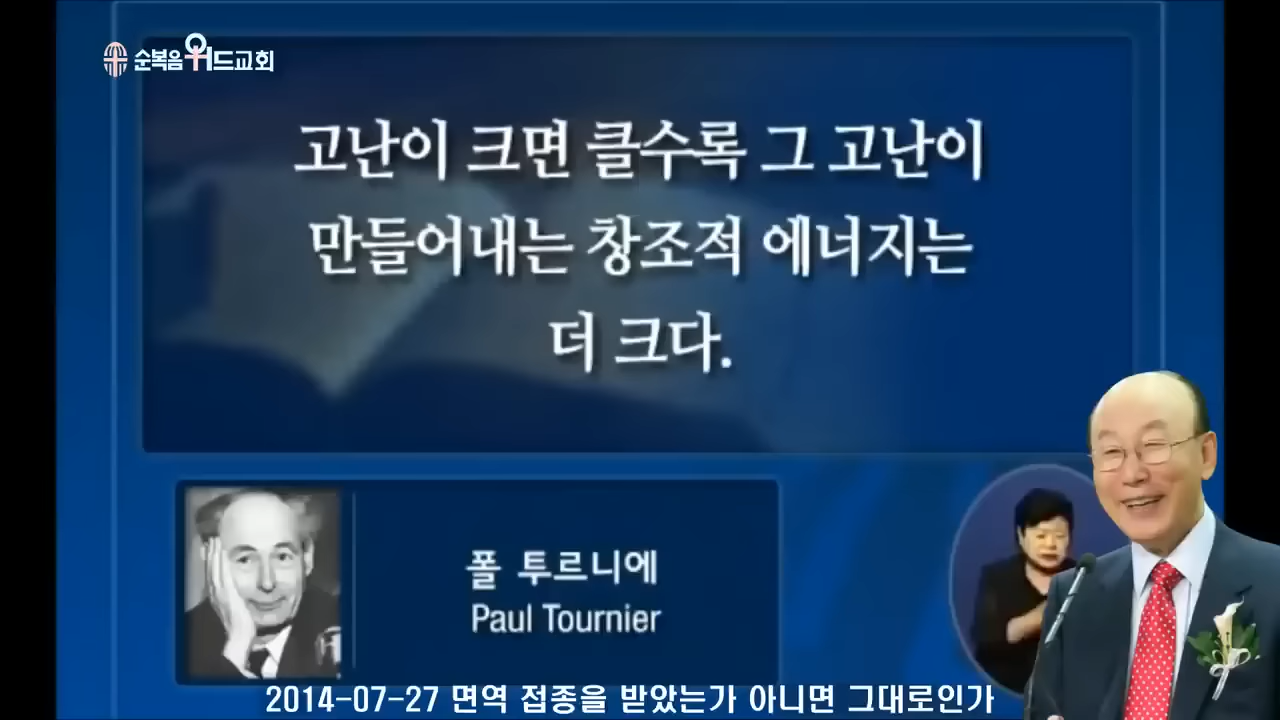 순복음위드교회
고난이 크면 클수록 그 고난이
만들어내는 창조적 에너지는
더 크다.
폴 투르니에
Paul Tournier
2014-07-27 면역 접종을 받았는가 아니면 그대로인가